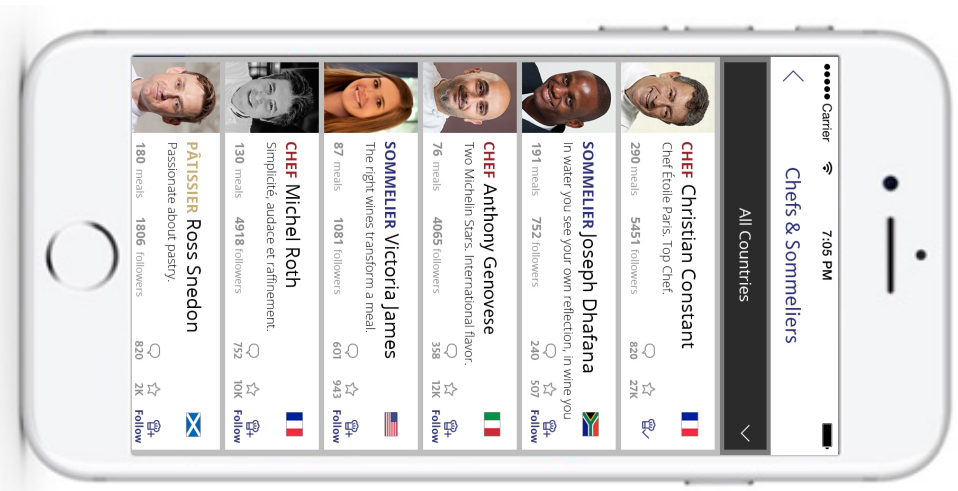 Carrier 7:05 PM
Chefs & Sommeliers
All Countries
CHEF Christian Constant
Chef Étoile Paris. Top Chef.
290 meals 5451 followers 820 27K
SOMMELIER Joseph Dhafana
In water you see your own reflection, in wine you
191 meals 752 followers 240 507 Follow
CHEF Anthony Genovese
Two Michelin Stars. International flavor.
76 meals 4065 followers 358 12K
SOMMELIER Victoria James
The right wines transform a meal.
87 meals 1081 followers 601 943 Follow
CHEF Michel Roth
Simplicité, audace et raffinement.
130 meals 4918 followers 752 10K Follow
PÂTISSIER Ross Snedon
Passionate about pastry.
180 meals 1806 followers 820 2K Follow